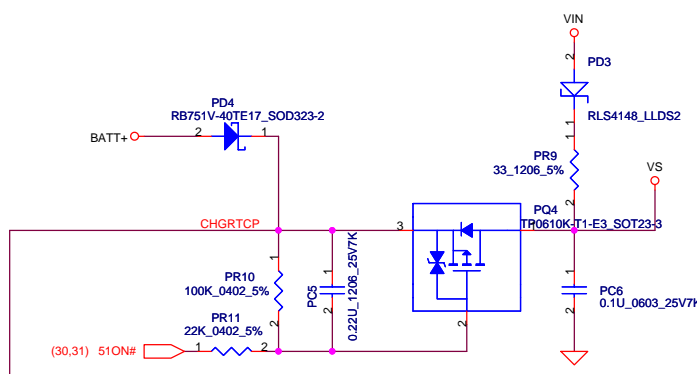 VIN
2
PD3
RLS4148_LLDS2
1
PD4
RB751V-40TE17_SOD323-2
BATT+
2
1
1
PR9
33_1206_5%
2
VS
CHGRTCP
3
PQ4
TP0610K-T1-E3_SOT23-3
1
1
PR10
100K_0402_5%
2
1
PC5
0.22U_1206_25V7K
2
2
1
PC6
0.1U_0603_25V7K
2
PR11
22K_0402_5%
(30,31) 51ON#
1
2